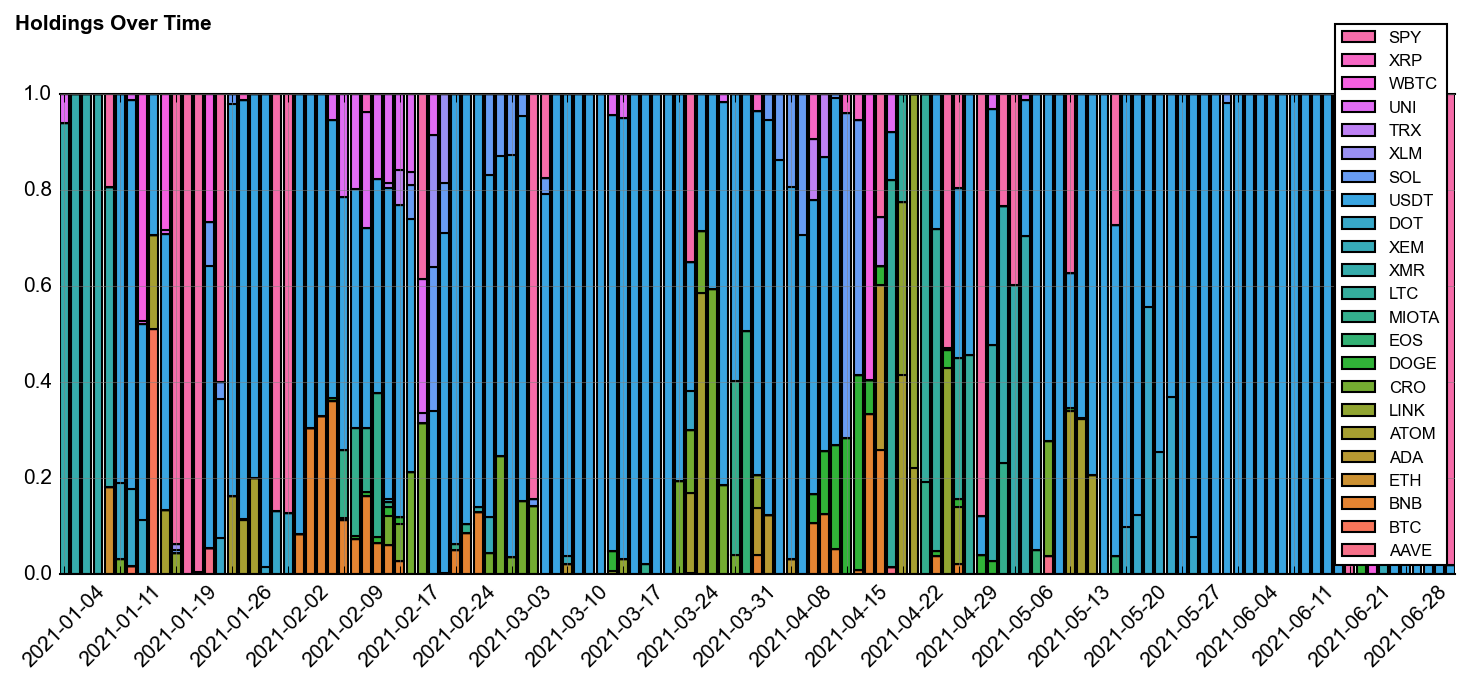 Holdings Over Time
SPY
XRP
WBTC
UNI
TRX
XLM
SOL
USDT
DOT
XEM
XMR
LTC
MIOTA
EOS
DOGE
CRO
LINK
ATOM
ADA
ETH
BNB
BTC
AAVE
1.0
0.8
0.6
0.4
0.2
0.0
2021-01-04
2021-01-11
2021-01-19
2021-01-26
2021-02-02
2021-02-09
2021-02-17
2021-02-24
2021-03-03
2021-03-10
2021-03-17
2021-03-24
2021-03-31
2021-04-08
2021-04-15
2021-04-22
2021-04-29
2021-05-06
2021-05-13
2021-05-20
2021-05-27
2021-06-04
2021-06-11
2021-06-21
2021-06-28